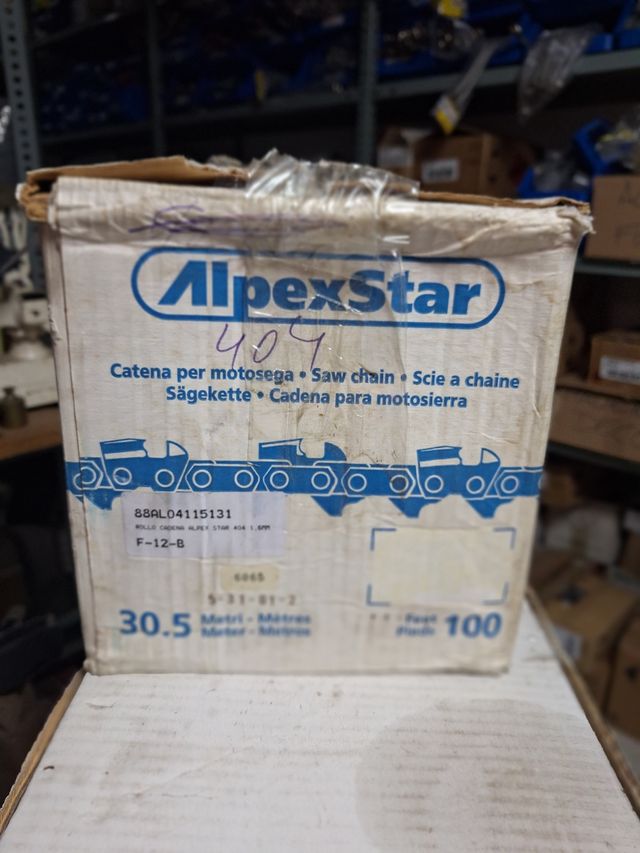 AlpexStar
404
Catena per motosega • Saw chain • Scie a chaine
Sägekette • Cadena para motosierra
88AL04115131
ROLLO CADENA ALPEX STAR 404 1,6MM
F-12-B
6065
5-31-01-2
30.5 Metri - Mètres
Meter - Metros
Feet
Piedi 100